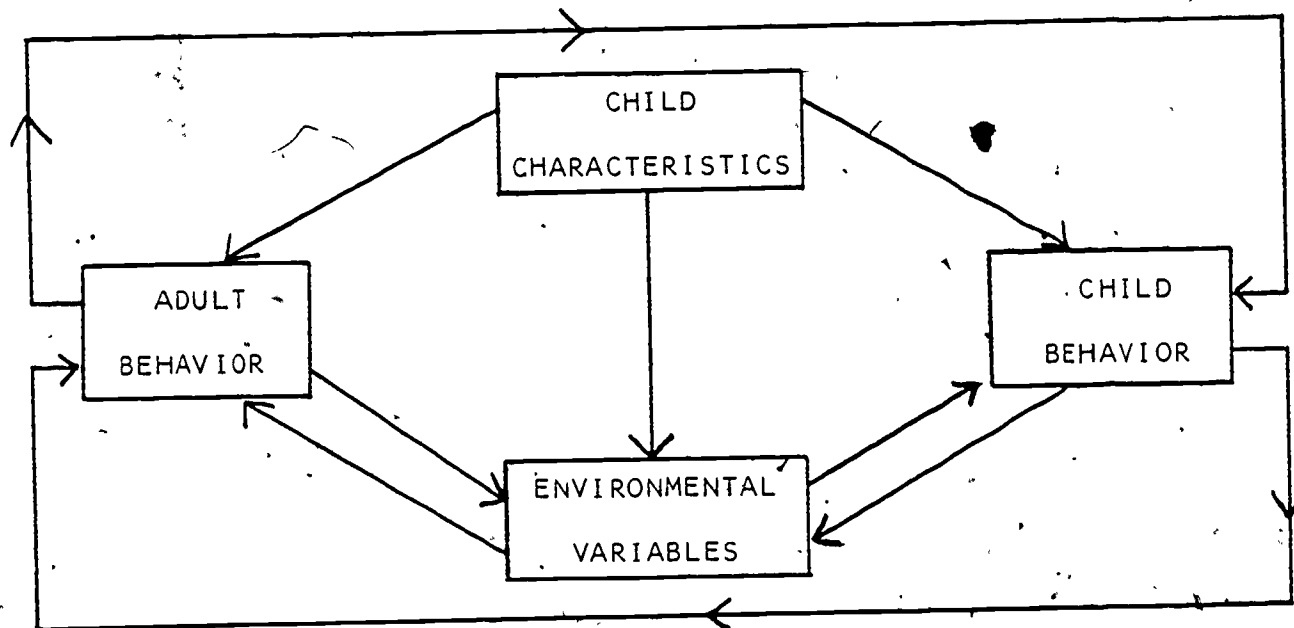 CHILD
CHARACTERISTICS
ADULT
BEHAVIOR
CHILD
BEHAVIOR
ENVIRONMENTAL
VARIABLES